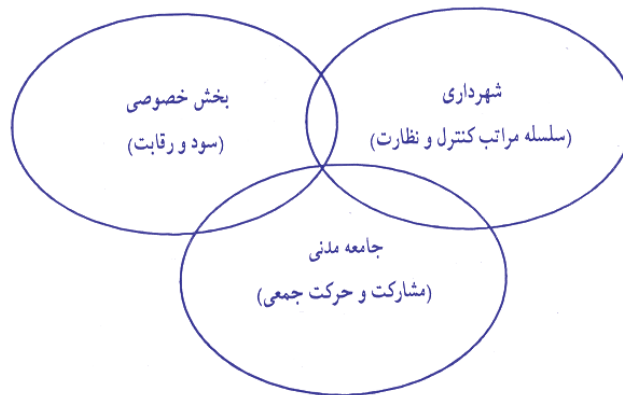 شهرداری
(سلسله مراتب کنترل و نظارت)
بخش خصوصی
(سود و رقابت)
جامعه مدنی
(مشارکت و حرکت جمعی)